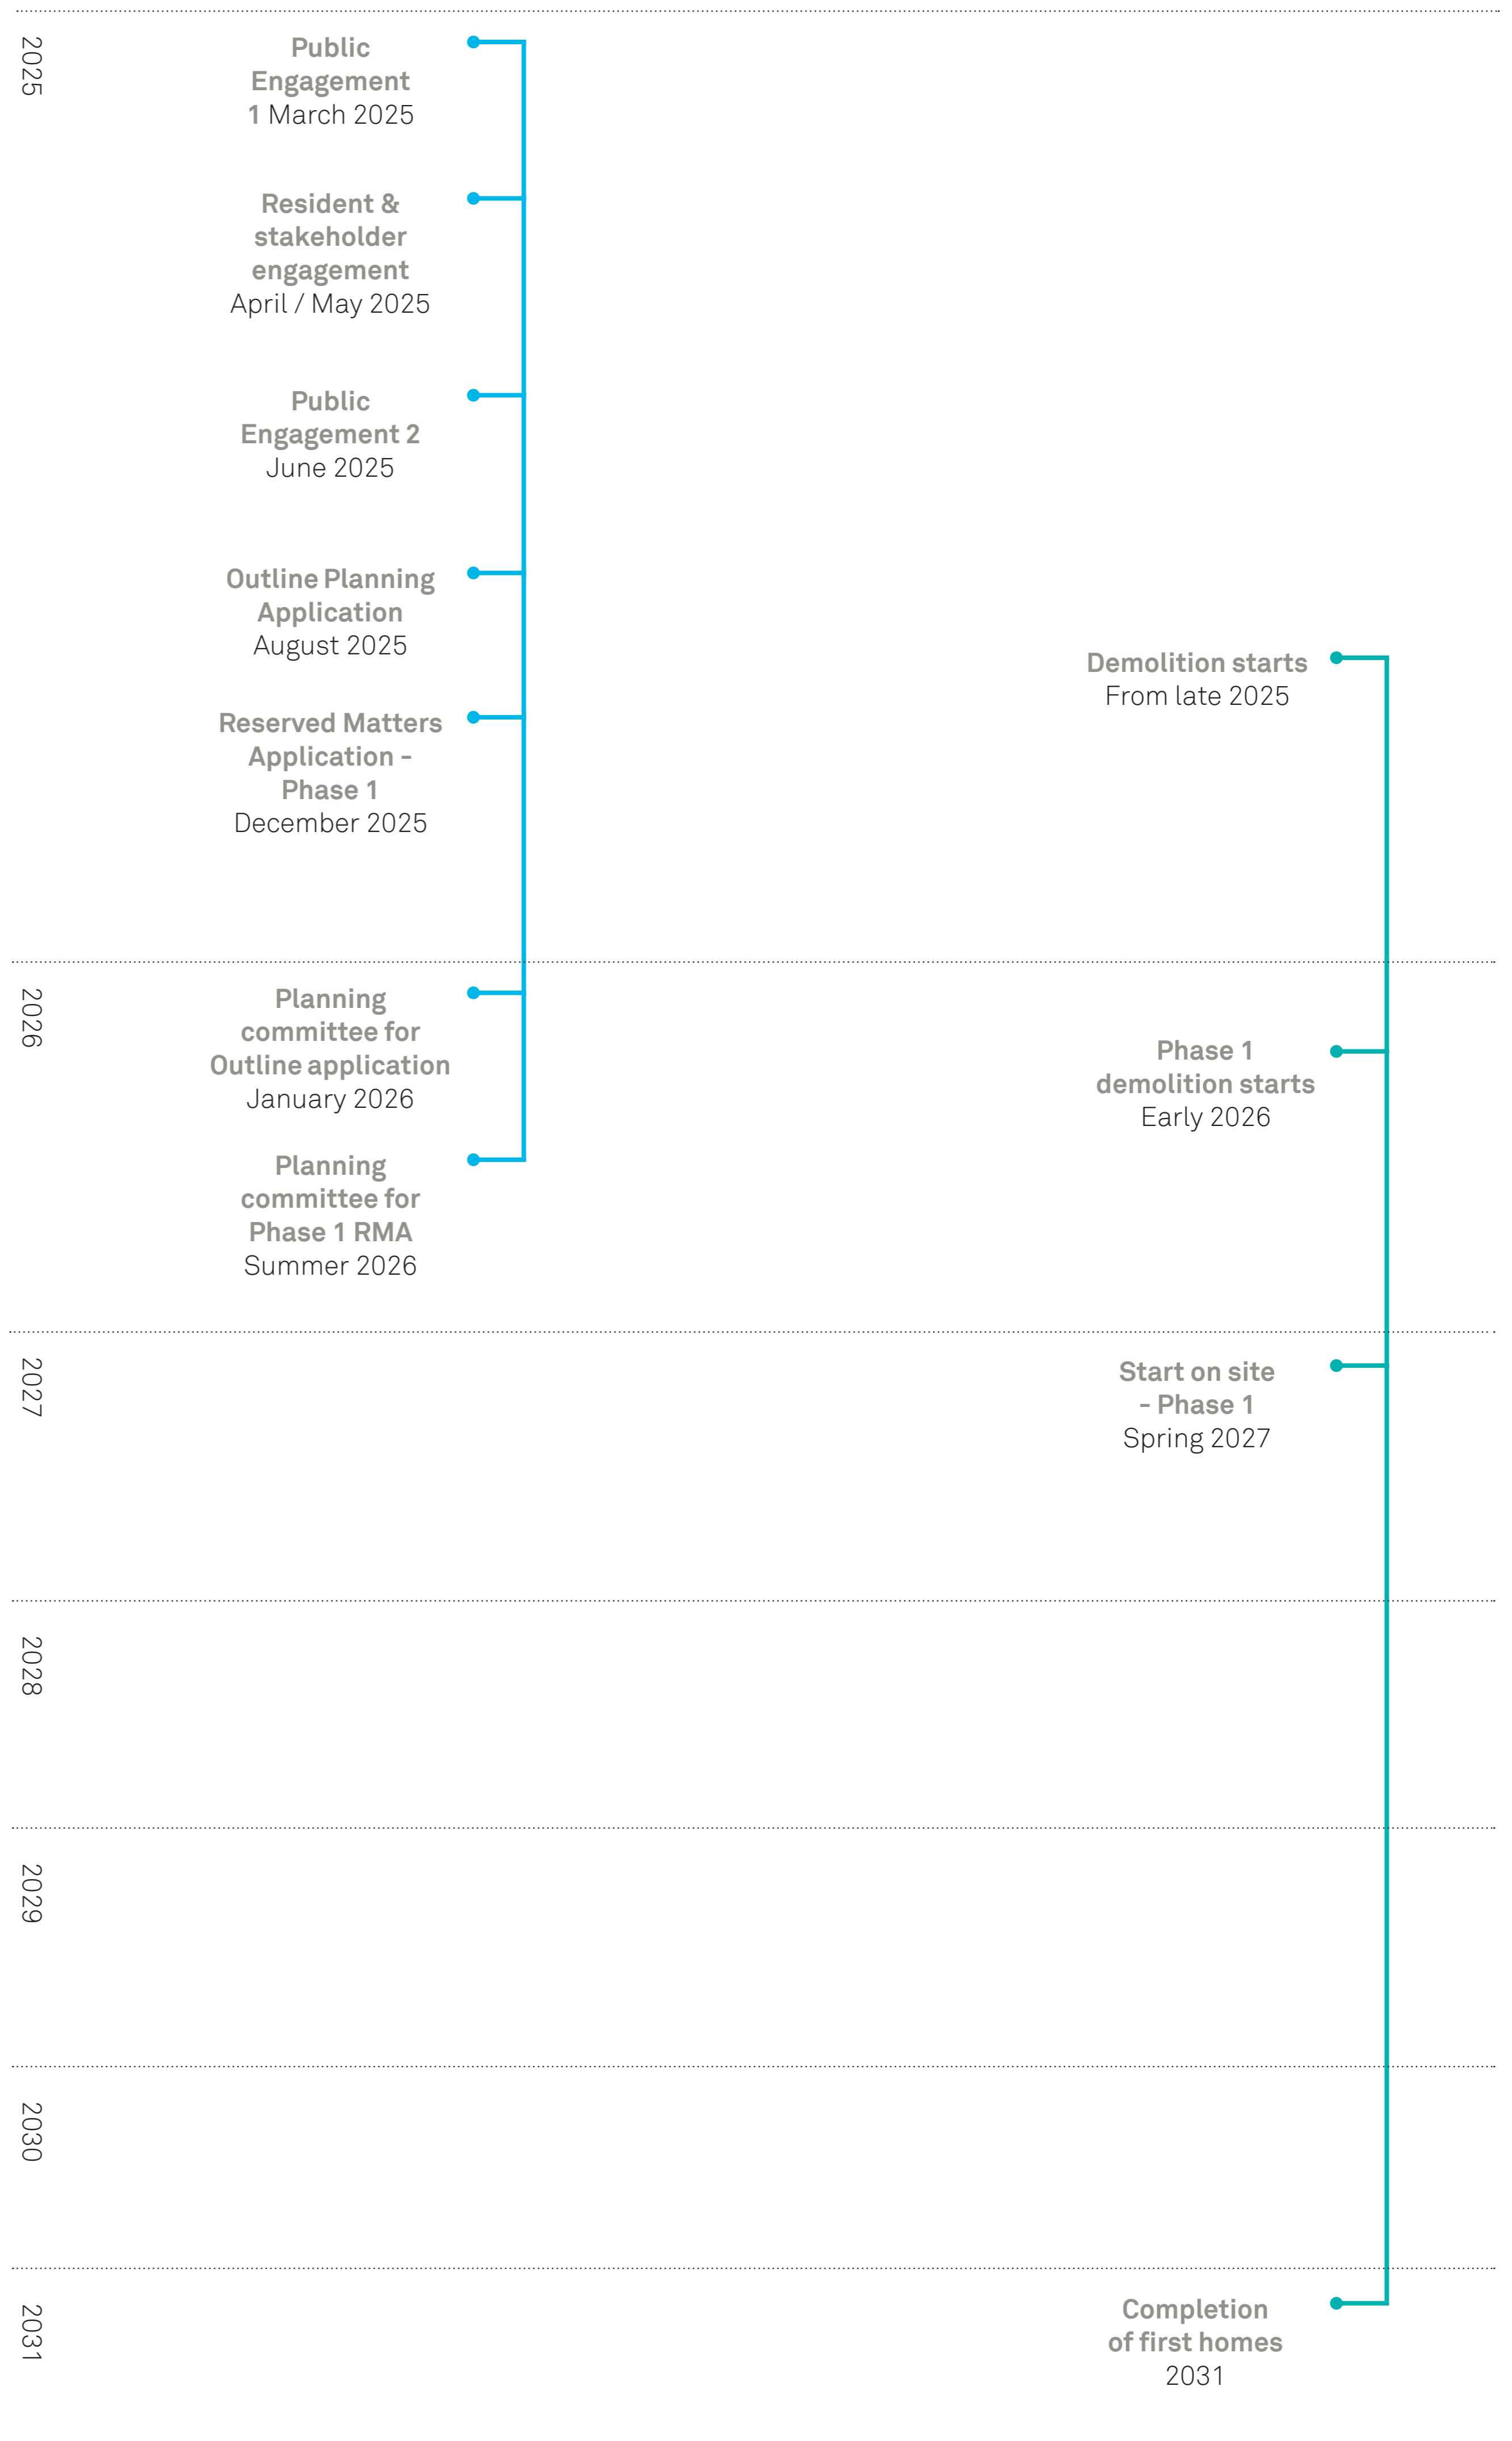 2025
Public
Engagement
1 March 2025
Resident &
stakeholder
engagement
April / May 2025
Public
Engagement 2
June 2025
Outline Planning
Application
August 2025
Reserved Matters
Application -
Phase 1
December 2025
Demolition starts
From late 2025
2026
Planning
committee for
Outline application
January 2026
Planning
committee for
Phase 1 RMA
Summer 2026
Phase 1
demolition starts
Early 2026
2027
Start on site
- Phase 1
Spring 2027
2028
2029
2030
2031
Completion
of first homes
2031